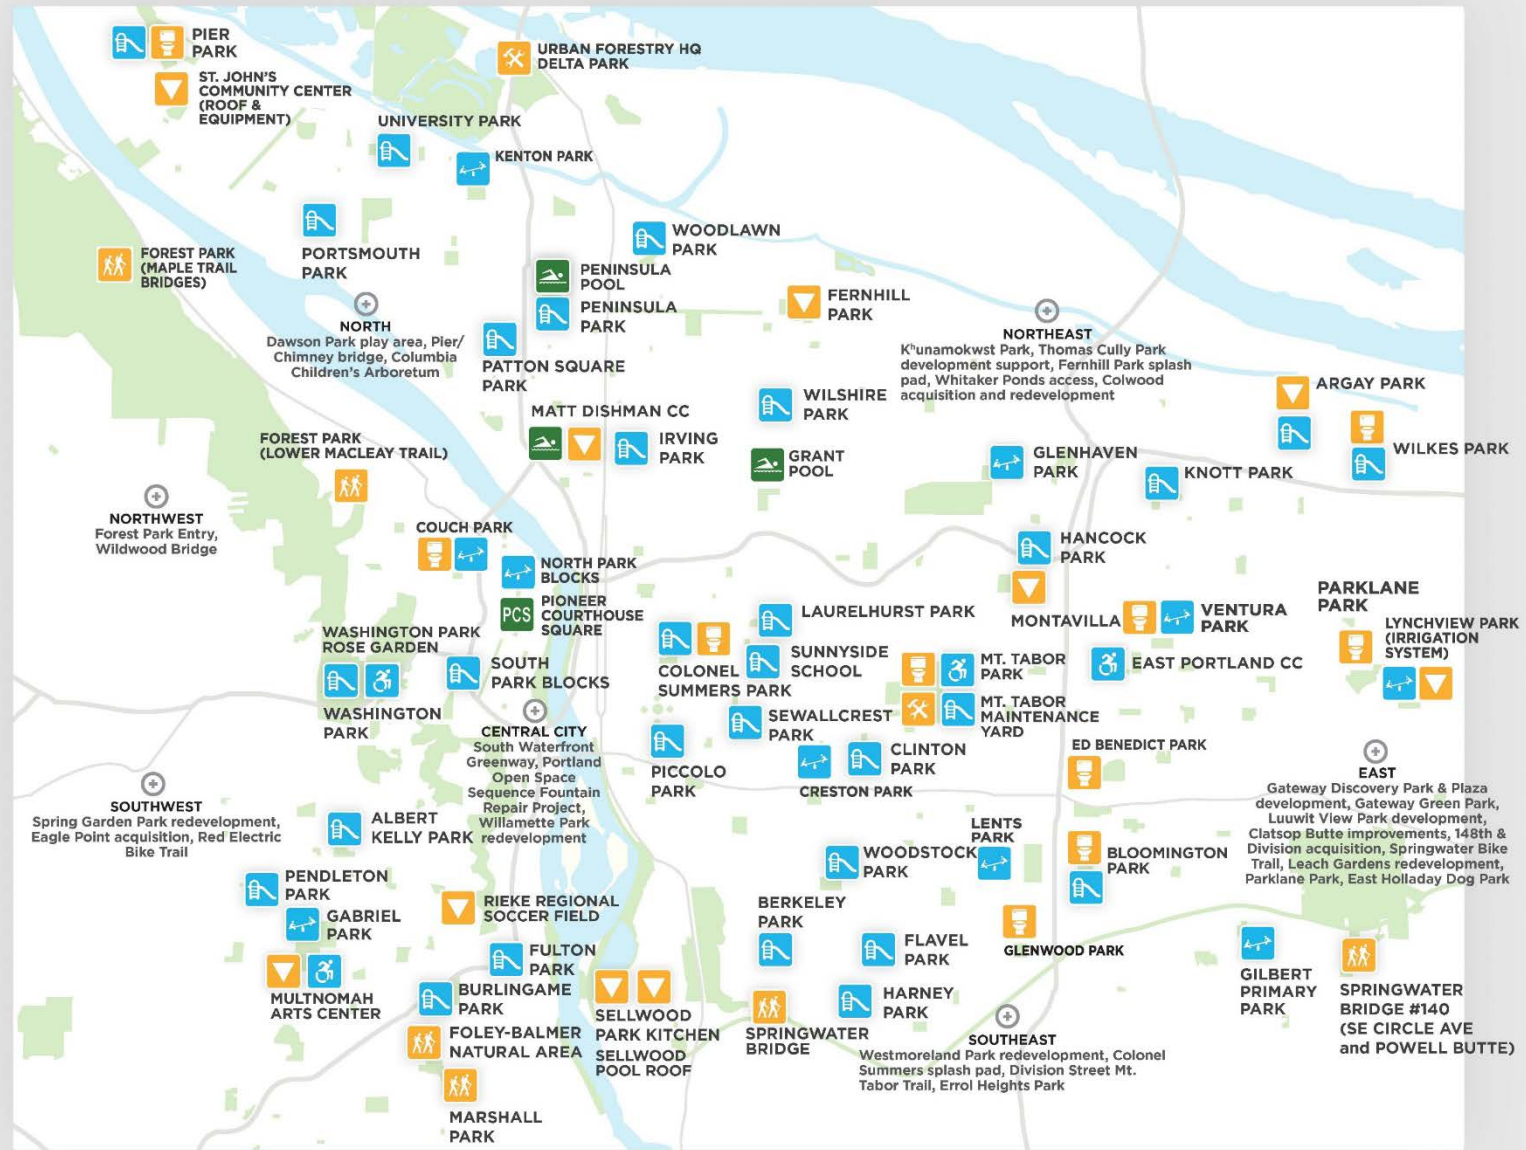 PIER
PARK
ST. JOHN'S
COMMUNITY CENTER
(ROOF &
EQUIPMENT)
URBAN FORESTRY HQ
DELTA PARK
UNIVERSITY PARK
KENTON PARK
PORTSMOUTH
PARK
WOODLAWN
PARK
FOREST PARK
(MAPLE TRAIL
BRIDGES)
PENINSULA
POOL
PENINSULA
PARK
FERNHILL
PARK
NORTH
Dawson Park play area, Pier/
Chimney bridge, Columbia
Children's Arboretum
PATTON SQUARE
PARK
NORTHEAST
Kʰunamokwst Park, Thomas Cully Park
development support, Fernhill Park splash
pad, Whitaker Ponds access, Colwood
acquisition and redevelopment
WILSHIRE
PARK
ARGAY PARK
WILKES PARK
MATT DISHMAN CC
IRVING
PARK
GRANT
POOL
GLENHAVEN
PARK
KNOTT PARK
FOREST PARK
(LOWER MACLEAY TRAIL)
NORTHWEST
Forest Park Entry,
Wildwood Bridge
COUCH PARK
NORTH PARK
BLOCKS
PCS
PIONEER
COURTHOUSE
SQUARE
HANCOCK
PARK
MONTAVILLA
VENTURA
PARK
PARKLANE
PARK
LYNCHVIEW PARK
(IRRIGATION
SYSTEM)
LAURELHURST PARK
COLONEL
SUMMERS PARK
SUNNYSIDE
SCHOOL
MT. TABOR
PARK
EAST PORTLAND CC
MT. TABOR
MAINTENANCE
YARD
WASHINGTON PARK
ROSE GARDEN
WASHINGTON
PARK
SOUTH
PARK BLOCKS
CENTRAL CITY
South Waterfront
Greenway, Portland
Open Space
Sequence Fountain
Repair Project,
Willamette Park
redevelopment
SEWALLCREST
PARK
PICCOLO
PARK
CLINTON
PARK
CRESTON PARK
ED BENEDICT PARK
EAST
Gateway Discovery Park & Plaza
development, Gateway Green Park,
Luuwit View Park development,
Clatsop Butte improvements, 148th &
Division acquisition, Springwater Bike
Trail, Leach Gardens redevelopment,
Parklane Park, East Holladay Dog Park
SOUTHWEST
Spring Garden Park redevelopment,
Eagle Point acquisition, Red Electric
Bike Trail
ALBERT
KELLY PARK
LENTS
PARK
WOODSTOCK
PARK
BLOOMINGTON
PARK
PENDLETON
PARK
GABRIEL
PARK
RIEKE REGIONAL
SOCCER FIELD
BERKELEY
PARK
FLAVEL
PARK
GLENWOOD PARK
FULTON
PARK
MULTNOMAH
ARTS CENTER
BURLINGAME
PARK
SELLWOOD
PARK KITCHEN
SELLWOOD
POOL ROOF
FOLEY-BALMER
NATURAL AREA
MARSHALL
PARK
SPRINGWATER
BRIDGE
HARNEY
PARK
GILBERT
PRIMARY
PARK
SPRINGWATER
BRIDGE #140
(SE CIRCLE AVE
and POWELL BUTTE)
SOUTHEAST
Westmoreland Park redevelopment, Colonel
Summers splash pad, Division Street Mt.
Tabor Trail, Errol Heights Park